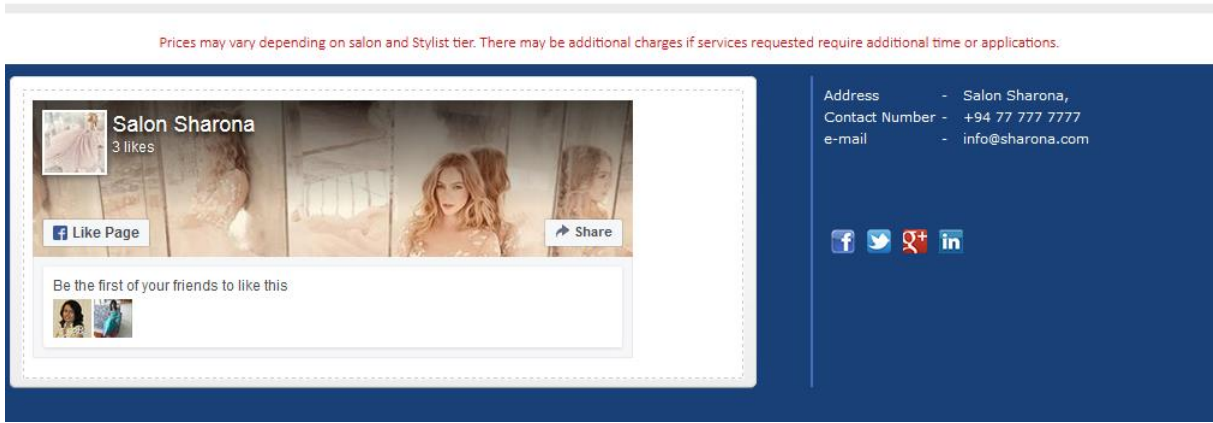 Prices may vary depending on salon and Stylist tier. There may be additional charges if services requested require additional time or applications.
Salon Sharona
3 likes
Like Page
Share
Be the first of your friends to like this
Address - Salon Sharona,
Contact Number - +94 77 777 7777
e-mail - info@sharona.com